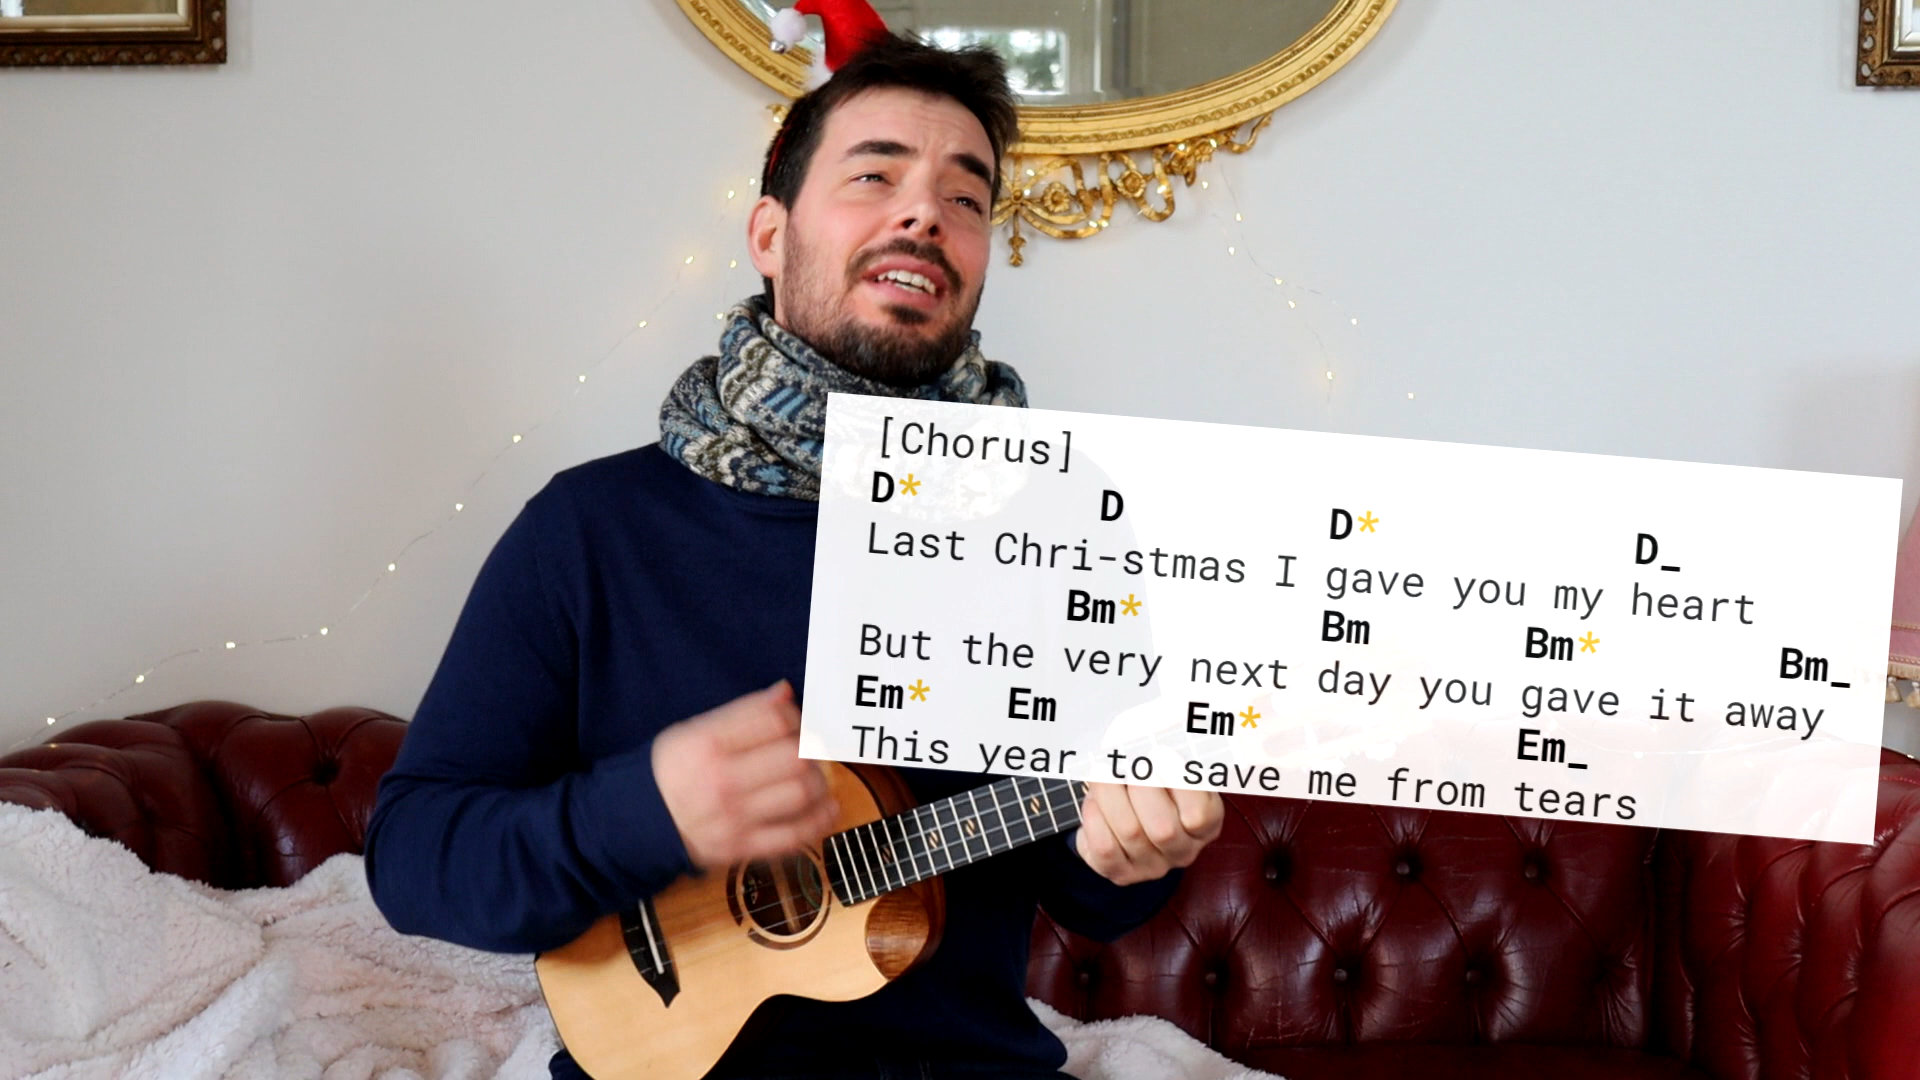 [Chorus]
D* D D* D_
Last Chri-stmas I gave you my heart
Bm* Bm Bm* Bm_
But the very next day you gave it away
Em* Em Em* Em_
This year to save me from tears